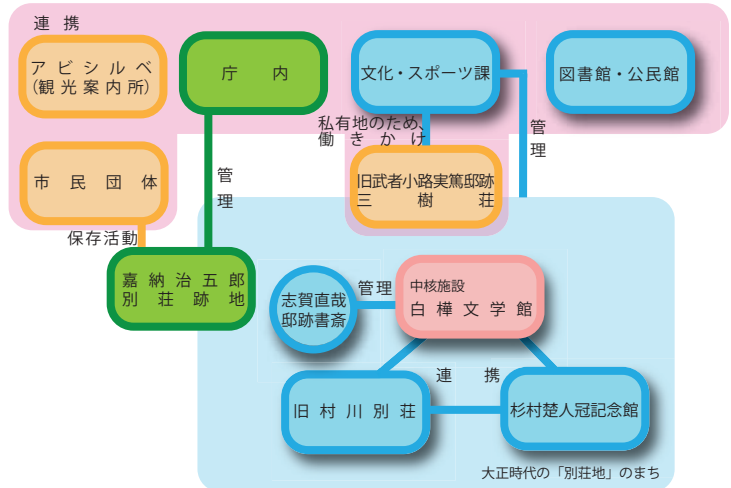 連携
アビシルベ
(観光案内所)
庁内
文化・スポーツ課
図書館・公民館
私有地のため、
働きかけ
管理
管理
市民団体
旧武者小路実篤邸跡
三樹荘
保存活動
嘉納治五郎
別荘跡地
志賀直哉
邸跡書斎
管理
中核施設
白樺文学館
連携
旧村川別荘
杉村楚人冠記念館
大正時代の「別荘地」のまち